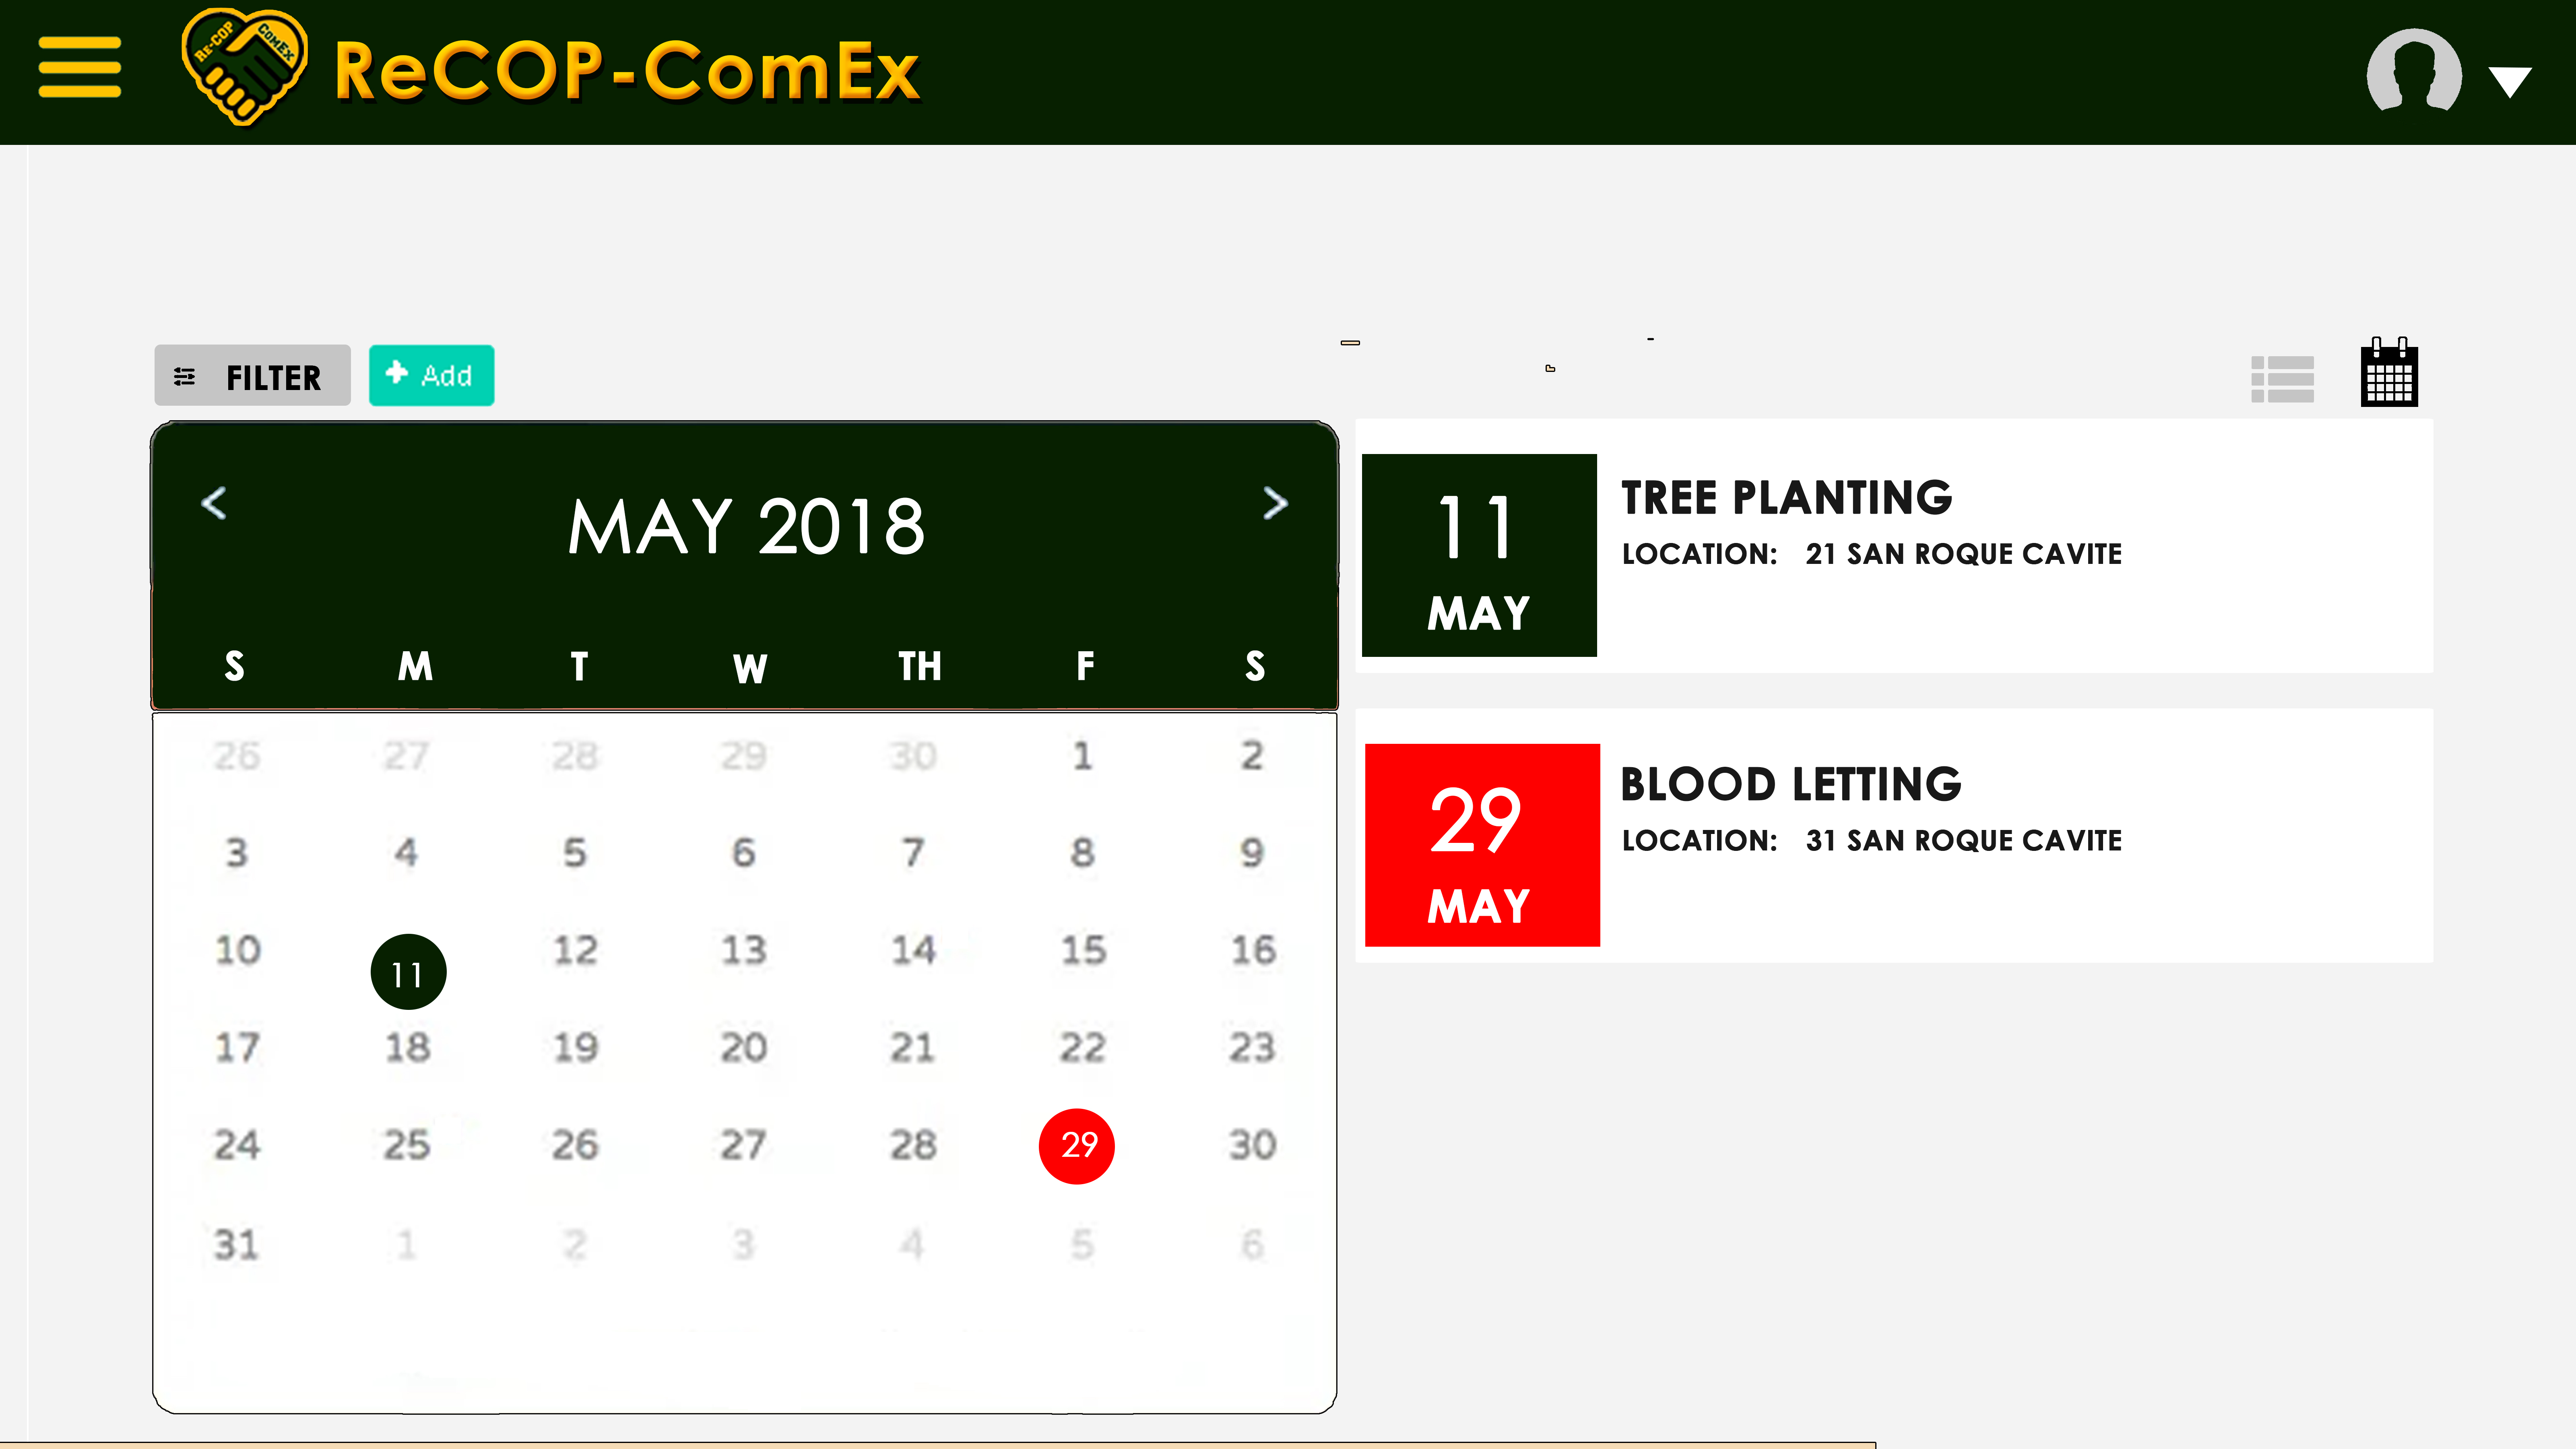 Re-COP ComEx
ReCOP-ComEx
FILTER
Add
MAY 2018
S M T W TH F S
26 27 28 29 30 1 2
3 4 5 6 7 8 9
10 11 12 13 14 15 16
17 18 19 20 21 22 23
24 25 26 27 28 29 30
31 1 2 3 4 5 6
11
MAY
TREE PLANTING
LOCATION: 21 SAN ROQUE CAVITE
29
MAY
BLOOD LETTING
LOCATION: 31 SAN ROQUE CAVITE